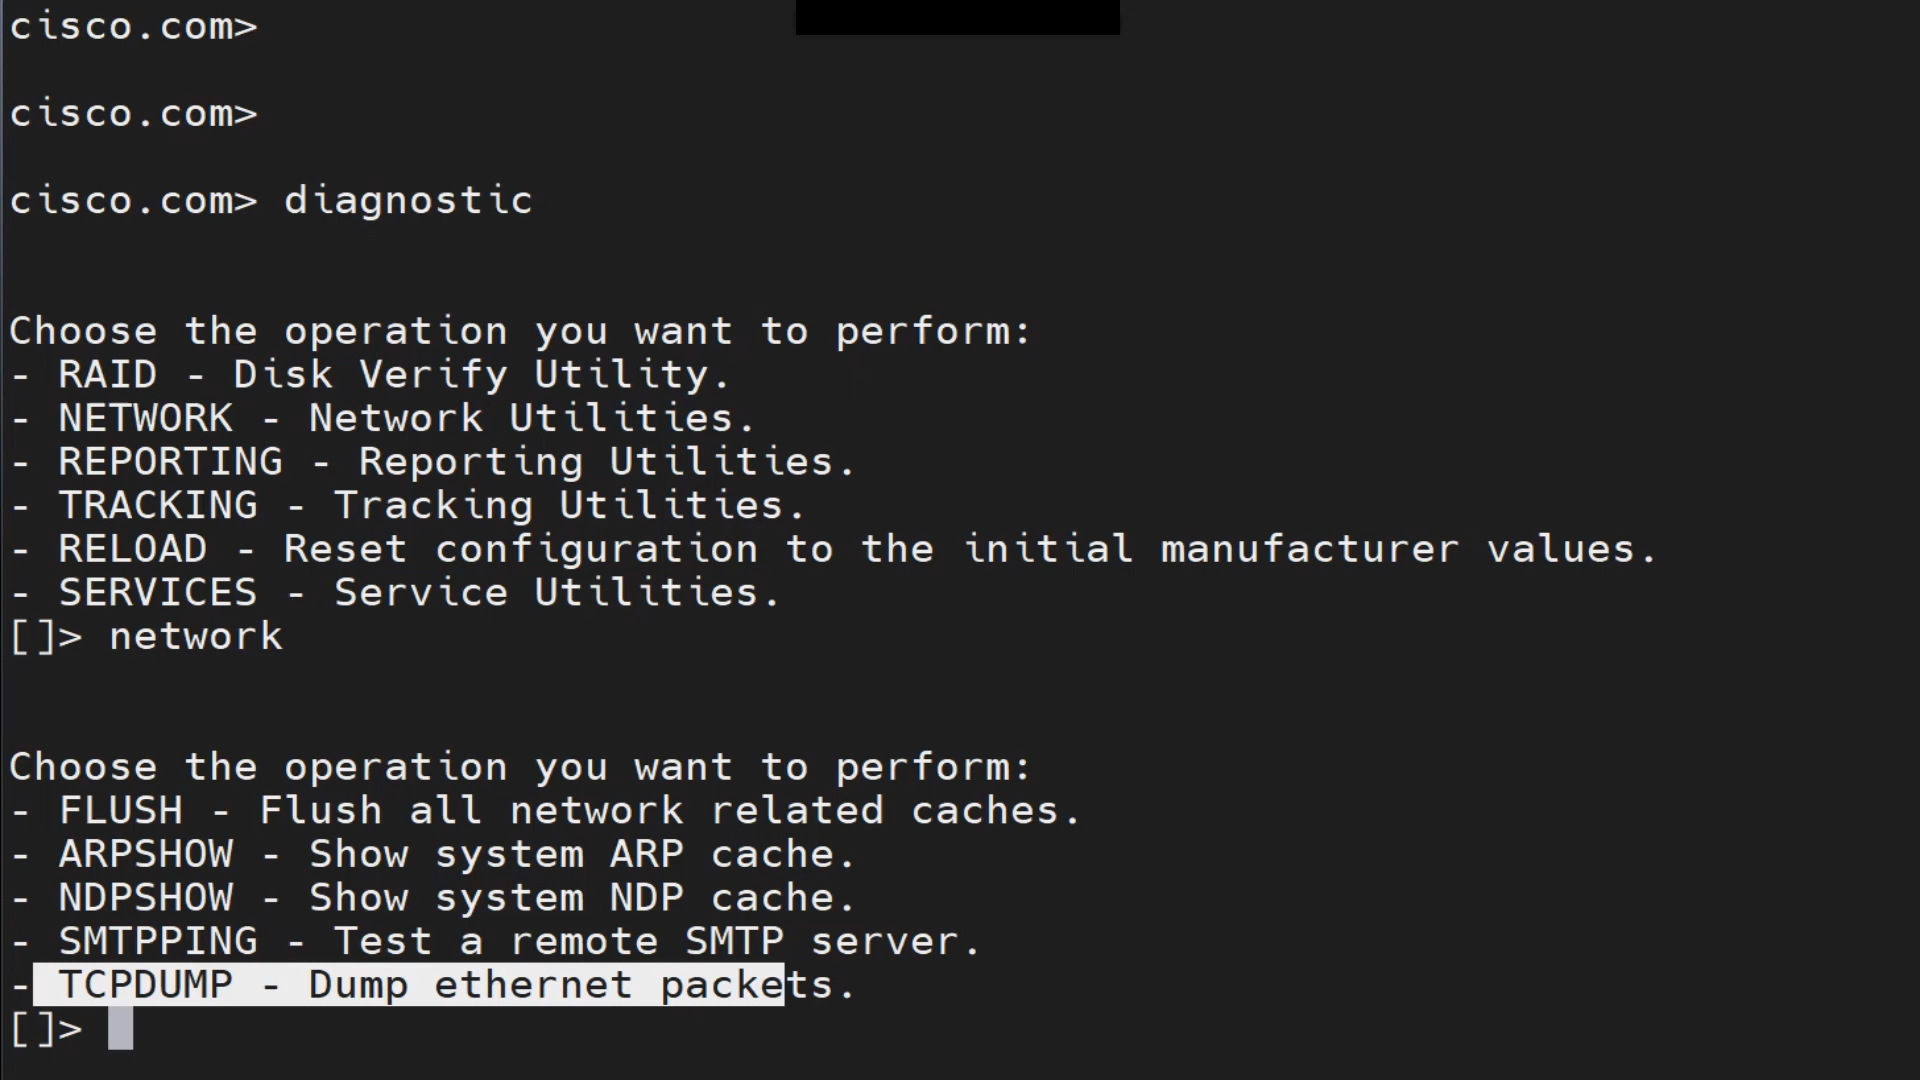 cisco.com>
cisco.com>
cisco.com> diagnostic
Choose the operation you want to perform:
- RAID - Disk Verify Utility.
- NETWORK - Network Utilities.
- REPORTING - Reporting Utilities.
- TRACKING - Tracking Utilities.
- RELOAD - Reset configuration to the initial manufacturer values.
- SERVICES - Service Utilities.
[]> network
Choose the operation you want to perform:
- FLUSH - Flush all network related caches.
- ARPSHOW - Show system ARP cache.
- NDPSHOW - Show system NDP cache.
- SMTPPING - Test a remote SMTP server.
- TCPDUMP - Dump ethernet packets.
[]>